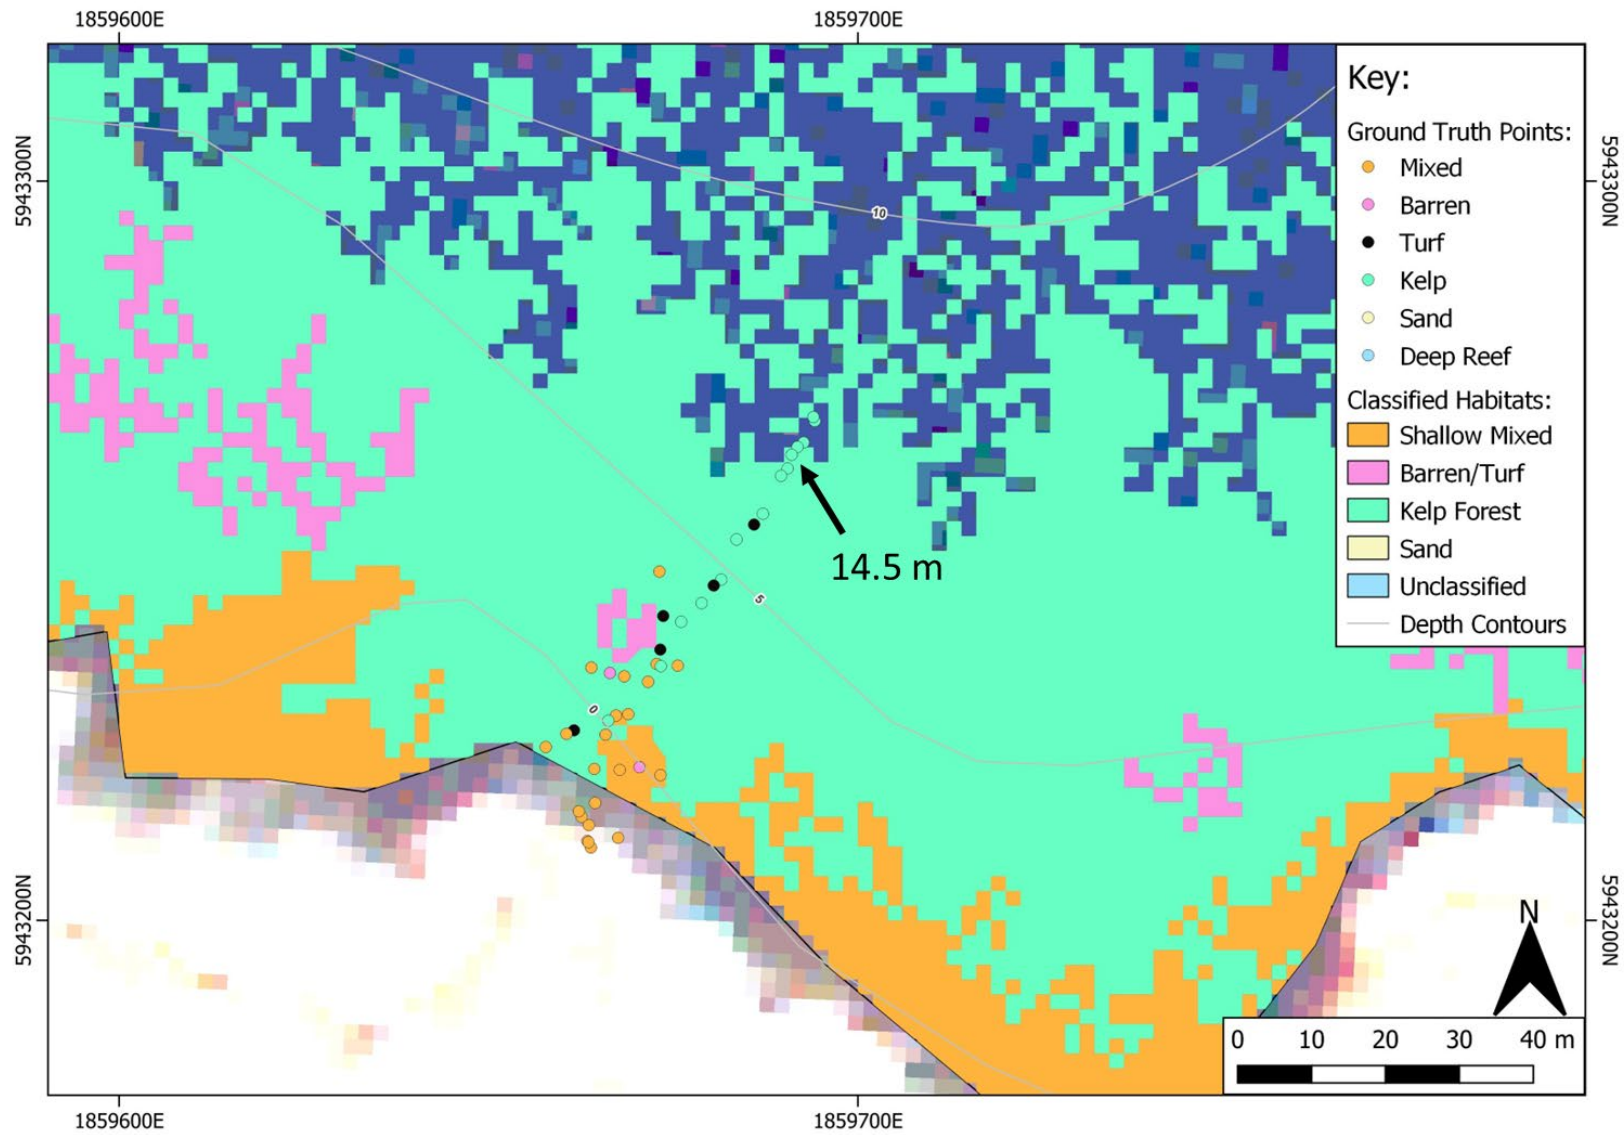 1859600E
1859700E
Key:
Ground Truth Points:
Mixed
Barren
Turf
Kelp
Sand
Deep Reef
Classified Habitats:
Shallow Mixed
Barren/Turf
Kelp Forest
Sand
Unclassified
Depth Contours
5943300N
5943300N
10
14.5 m
5
0
5943200N
5943200N
N
0 10 20 30 40 m
1859600E
1859700E